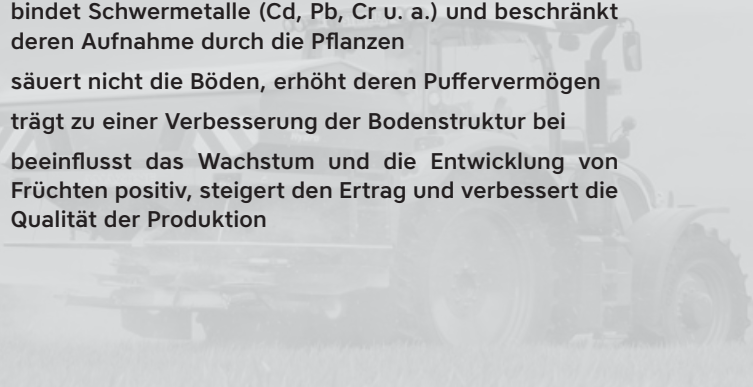 bindet Schwermetalle (Cd, Pb, Cr u. a.) und beschränkt
deren Aufnahme durch die Pflanzen
säuert nicht die Böden, erhöht deren Puffervermögen
trägt zu einer Verbesserung der Bodenstruktur bei
beeinflusst das Wachstum und die Entwicklung von
Früchten positiv, steigert den Ertrag und verbessert die
Qualität der Produktion